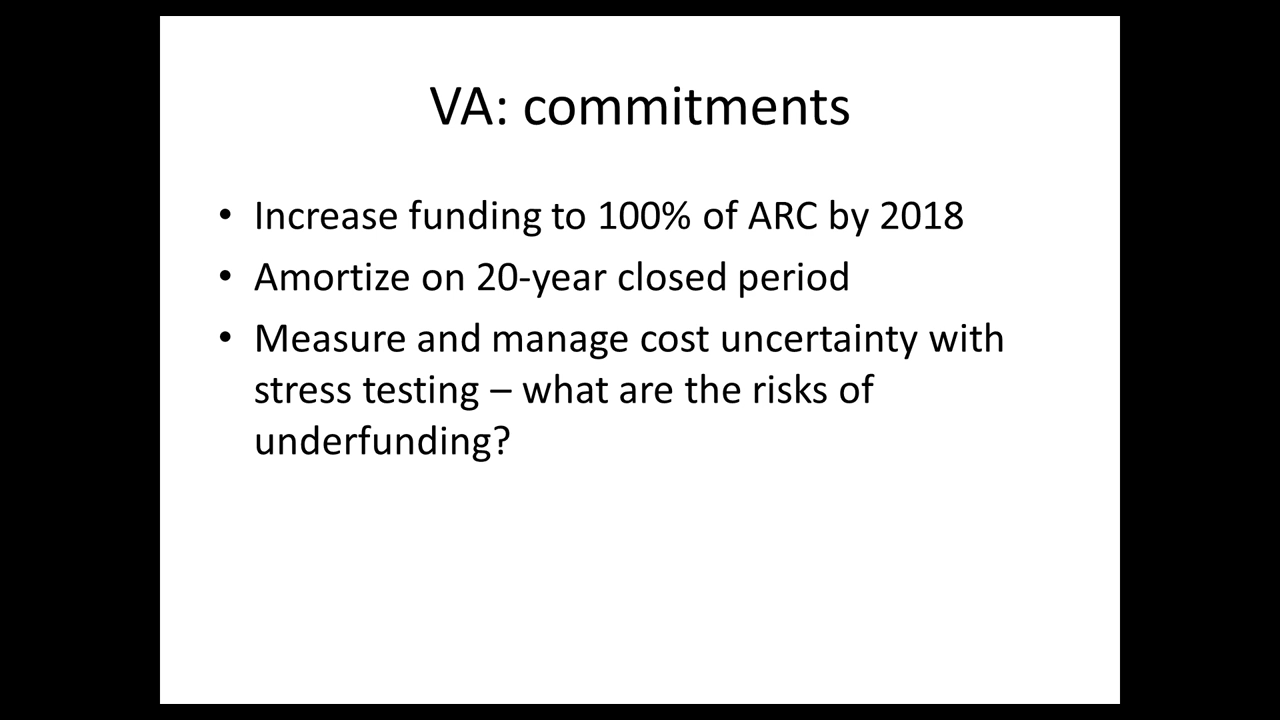 VA: commitments
• Increase funding to 100% of ARC by 2018
• Amortize on 20-year closed period
• Measure and manage cost uncertainty with
stress testing – what are the risks of
underfunding?